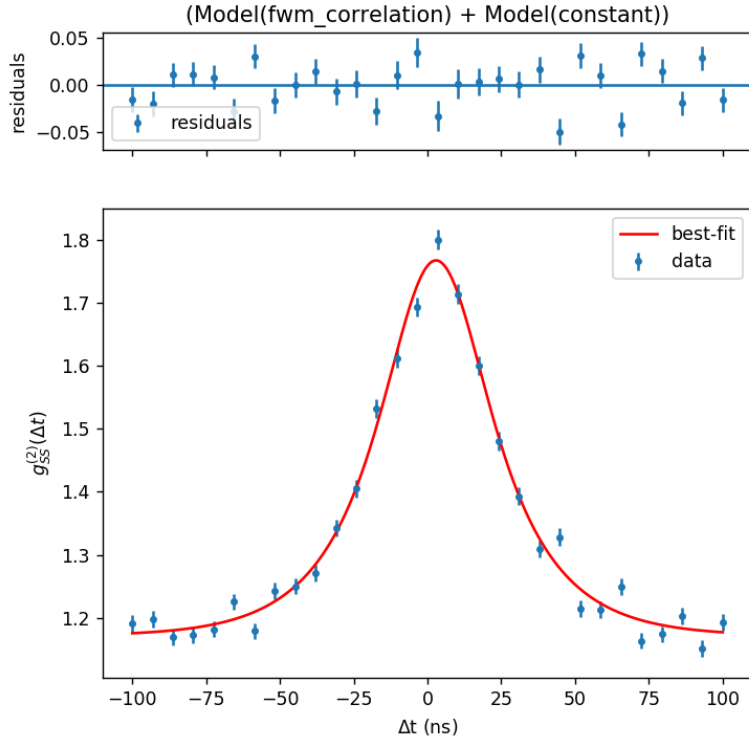 (Model(fwm_correlation) + Model(constant))
residuals
0.05
0.00
−0.05
residuals
best-fit
data
g_{SS}^{(2)}(Δt)
1.8
1.7
1.6
1.5
1.4
1.3
1.2
−100 −75 −50 −25 0 25 50 75 100
Δt (ns)